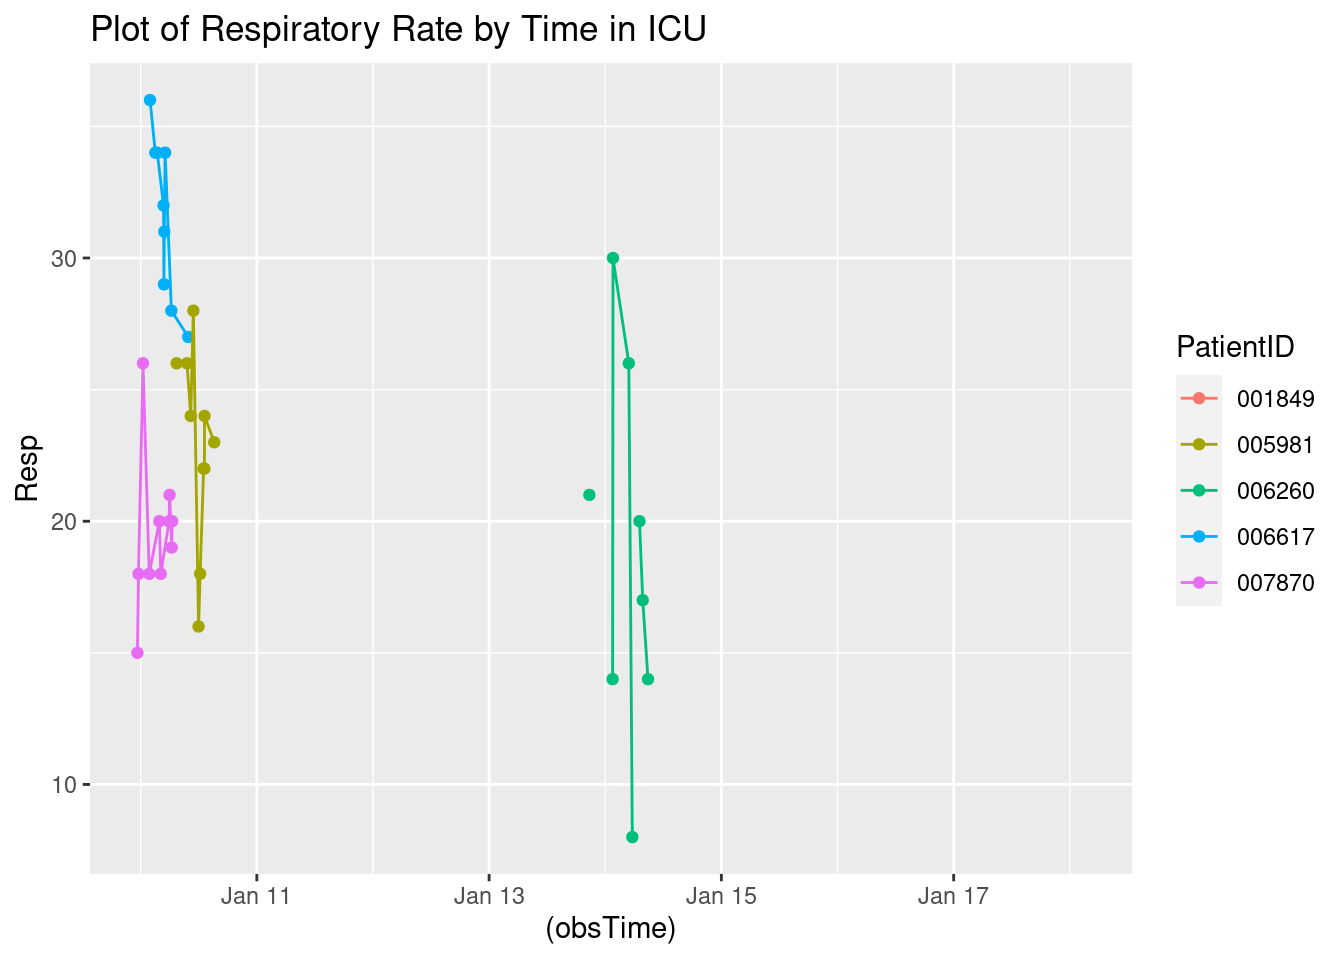 Plot of Respiratory Rate by Time in ICU
30
20
10
Resp
Jan 11
Jan 13
Jan 15
Jan 17
(obsTime)
PatientID
001849
005981
006260
006617
007870